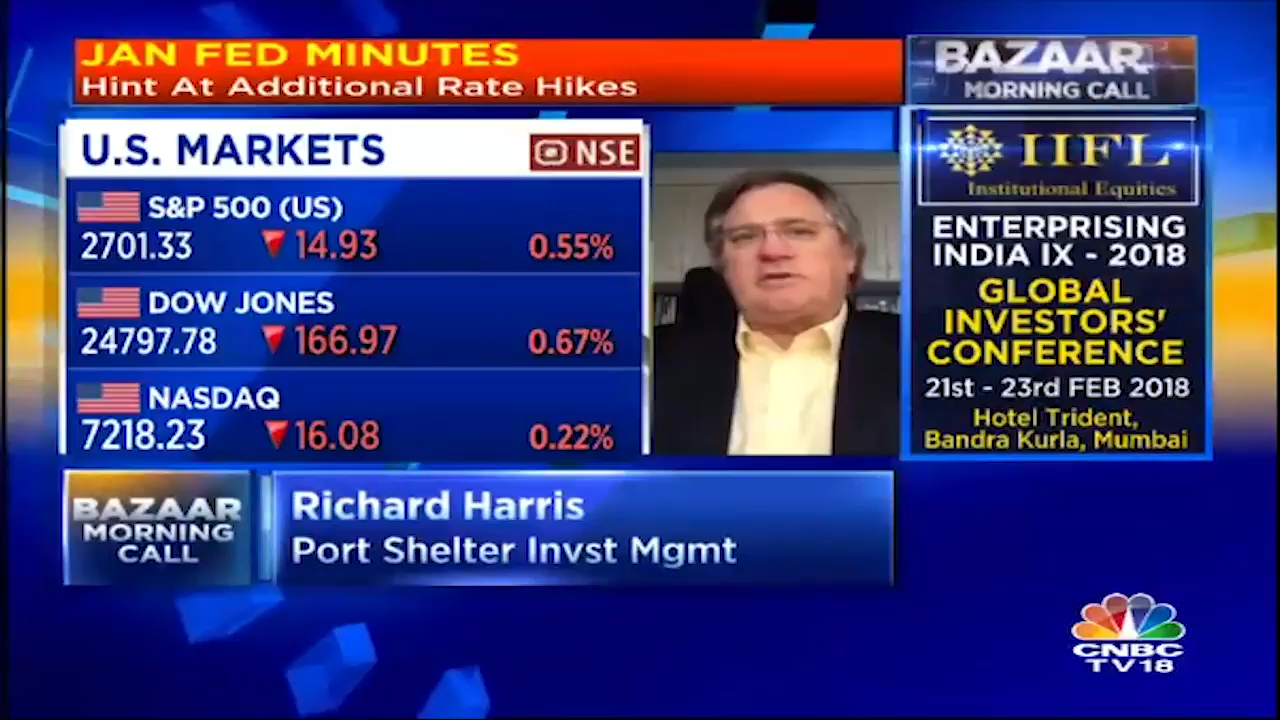 JAN FED MINUTES
Hint At Additional Rate Hikes
BAZAAR
MORNING CALL
U.S. MARKETS
NSE
S&P 500 (US)
2701.33 14.93 0.55%
DOW JONES
24797.78 166.97 0.67%
NASDAQ
7218.23 16.08 0.22%
IIFL
Institutional Equities
ENTERPRISING
INDIA IX - 2018
GLOBAL
INVESTORS'
CONFERENCE
21st - 23rd FEB 2018
Hotel Trident,
Bandra Kurla, Mumbai
BAZAAR
MORNING
CALL
Richard Harris
Port Shelter Invst Mgmt
CNBC
TV18